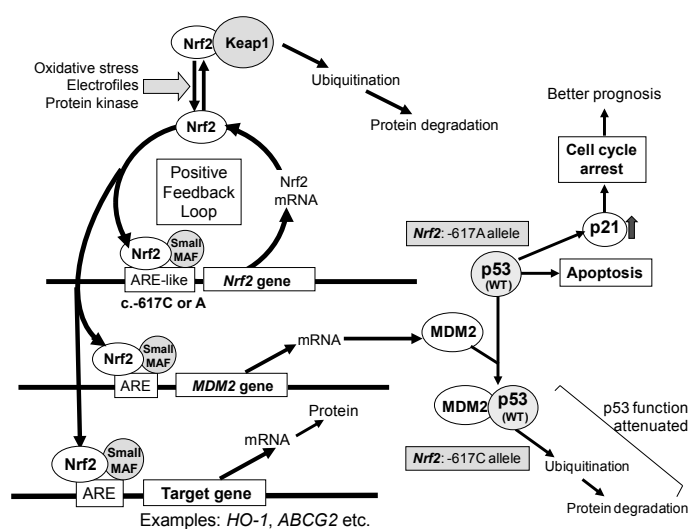 Nrf2
Keap1
Oxidative stress
Electrofiles
Protein kinase
Ubiquitination
Protein degradation
Nrf2
Positive
Feedback
Loop
Nrf2
mRNA
Nrf2
Small
MAF
ARE-like
Nrf2 gene
c.-617C or A
Better prognosis
Cell cycle
arrest
p21
Nrf2: -617A allele
p53
(WT)
Apoptosis
Nrf2
Small
MAF
ARE
MDM2 gene
mRNA
MDM2
MDM2
p53
(WT)
p53 function
attenuated
Nrf2: -617C allele
Ubiquitination
Protein degradation
Nrf2
Small
MAF
ARE
Target gene
mRNA
Protein
Examples: HO-1, ABCG2 etc.